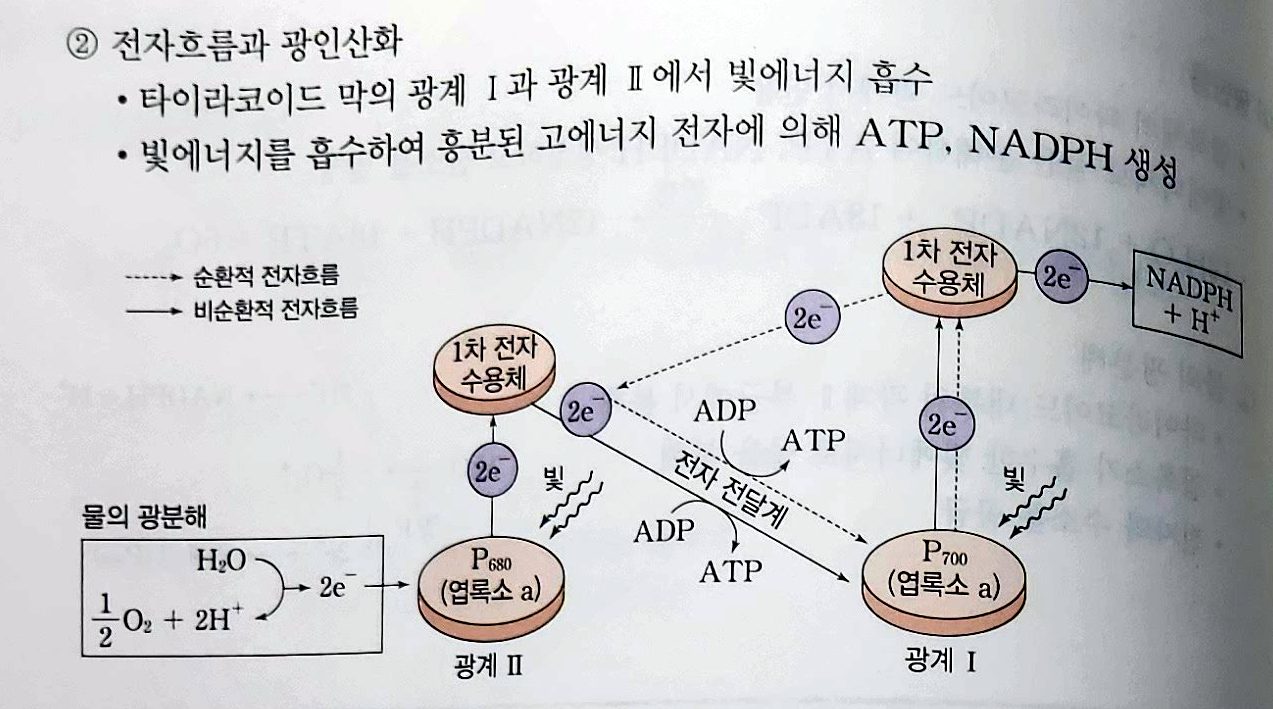 ② 전자흐름과 광인산화
• 타이라코이드 막의 광계 Ⅰ과 광계 Ⅱ에서 빛에너지 흡수
• 빛에너지를 흡수하여 흥분된 고에너지 전자에 의해 ATP, NADPH 생성
순환적 전자흐름
비순환적 전자흐름
1차 전자
수용체
2e⁻
NADPH
+ H⁺
2e⁻
1차 전자
수용체
2e⁻
ADP
ATP
2e⁻
2e⁻
빛
전자 전달계
빛
물의 광분해
ADP
ATP
H₂O
½O₂ + 2H⁺
2e⁻
P₆₈₀
(엽록소 a)
광계 Ⅱ
P₇₀₀
(엽록소 a)
광계 Ⅰ